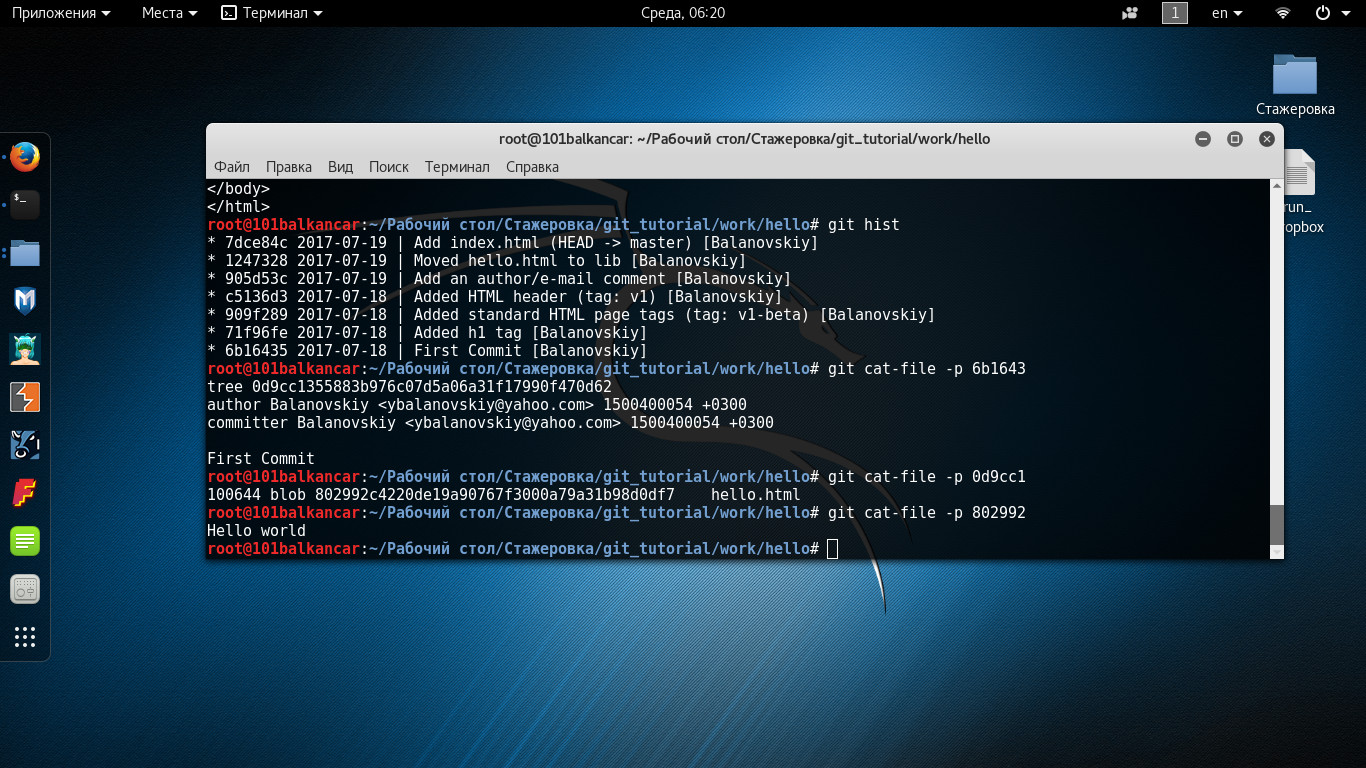 Приложения Места Терминал Среда, 06:20 1 en
Стажеровка
root@101balkancar: ~/Рабочий стол/Стажеровка/git_tutorial/work/hello
Файл Правка Вид Поиск Терминал Справка
</body>
</html>
root@101balkancar:~/Рабочий стол/Стажеровка/git_tutorial/work/hello# git hist
* 7dce84c 2017-07-19 | Add index.html (HEAD -> master) [Balanovskiy]
* 1247328 2017-07-19 | Moved hello.html to lib [Balanovskiy]
* 905d53c 2017-07-19 | Add an author/e-mail comment [Balanovskiy]
* c5136d3 2017-07-18 | Added HTML header (tag: v1) [Balanovskiy]
* 909f289 2017-07-18 | Added standard HTML page tags (tag: v1-beta) [Balanovskiy]
* 71f96fe 2017-07-18 | Added h1 tag [Balanovskiy]
* 6b16435 2017-07-18 | First Commit [Balanovskiy]
root@101balkancar:~/Рабочий стол/Стажеровка/git_tutorial/work/hello# git cat-file -p 6b1643
tree 0d9cc1355883b976c07d5a06a31f17990f470d62
author Balanovskiy <ybalanovskiy@yahoo.com> 1500400054 +0300
committer Balanovskiy <ybalanovskiy@yahoo.com> 1500400054 +0300
First Commit
root@101balkancar:~/Рабочий стол/Стажеровка/git_tutorial/work/hello# git cat-file -p 0d9cc1
100644 blob 802992c4220de19a90767f3000a79a31b98d0df7 hello.html
root@101balkancar:~/Рабочий стол/Стажеровка/git_tutorial/work/hello# git cat-file -p 802992
Hello world
root@101balkancar:~/Рабочий стол/Стажеровка/git_tutorial/work/hello#
run_
opbox